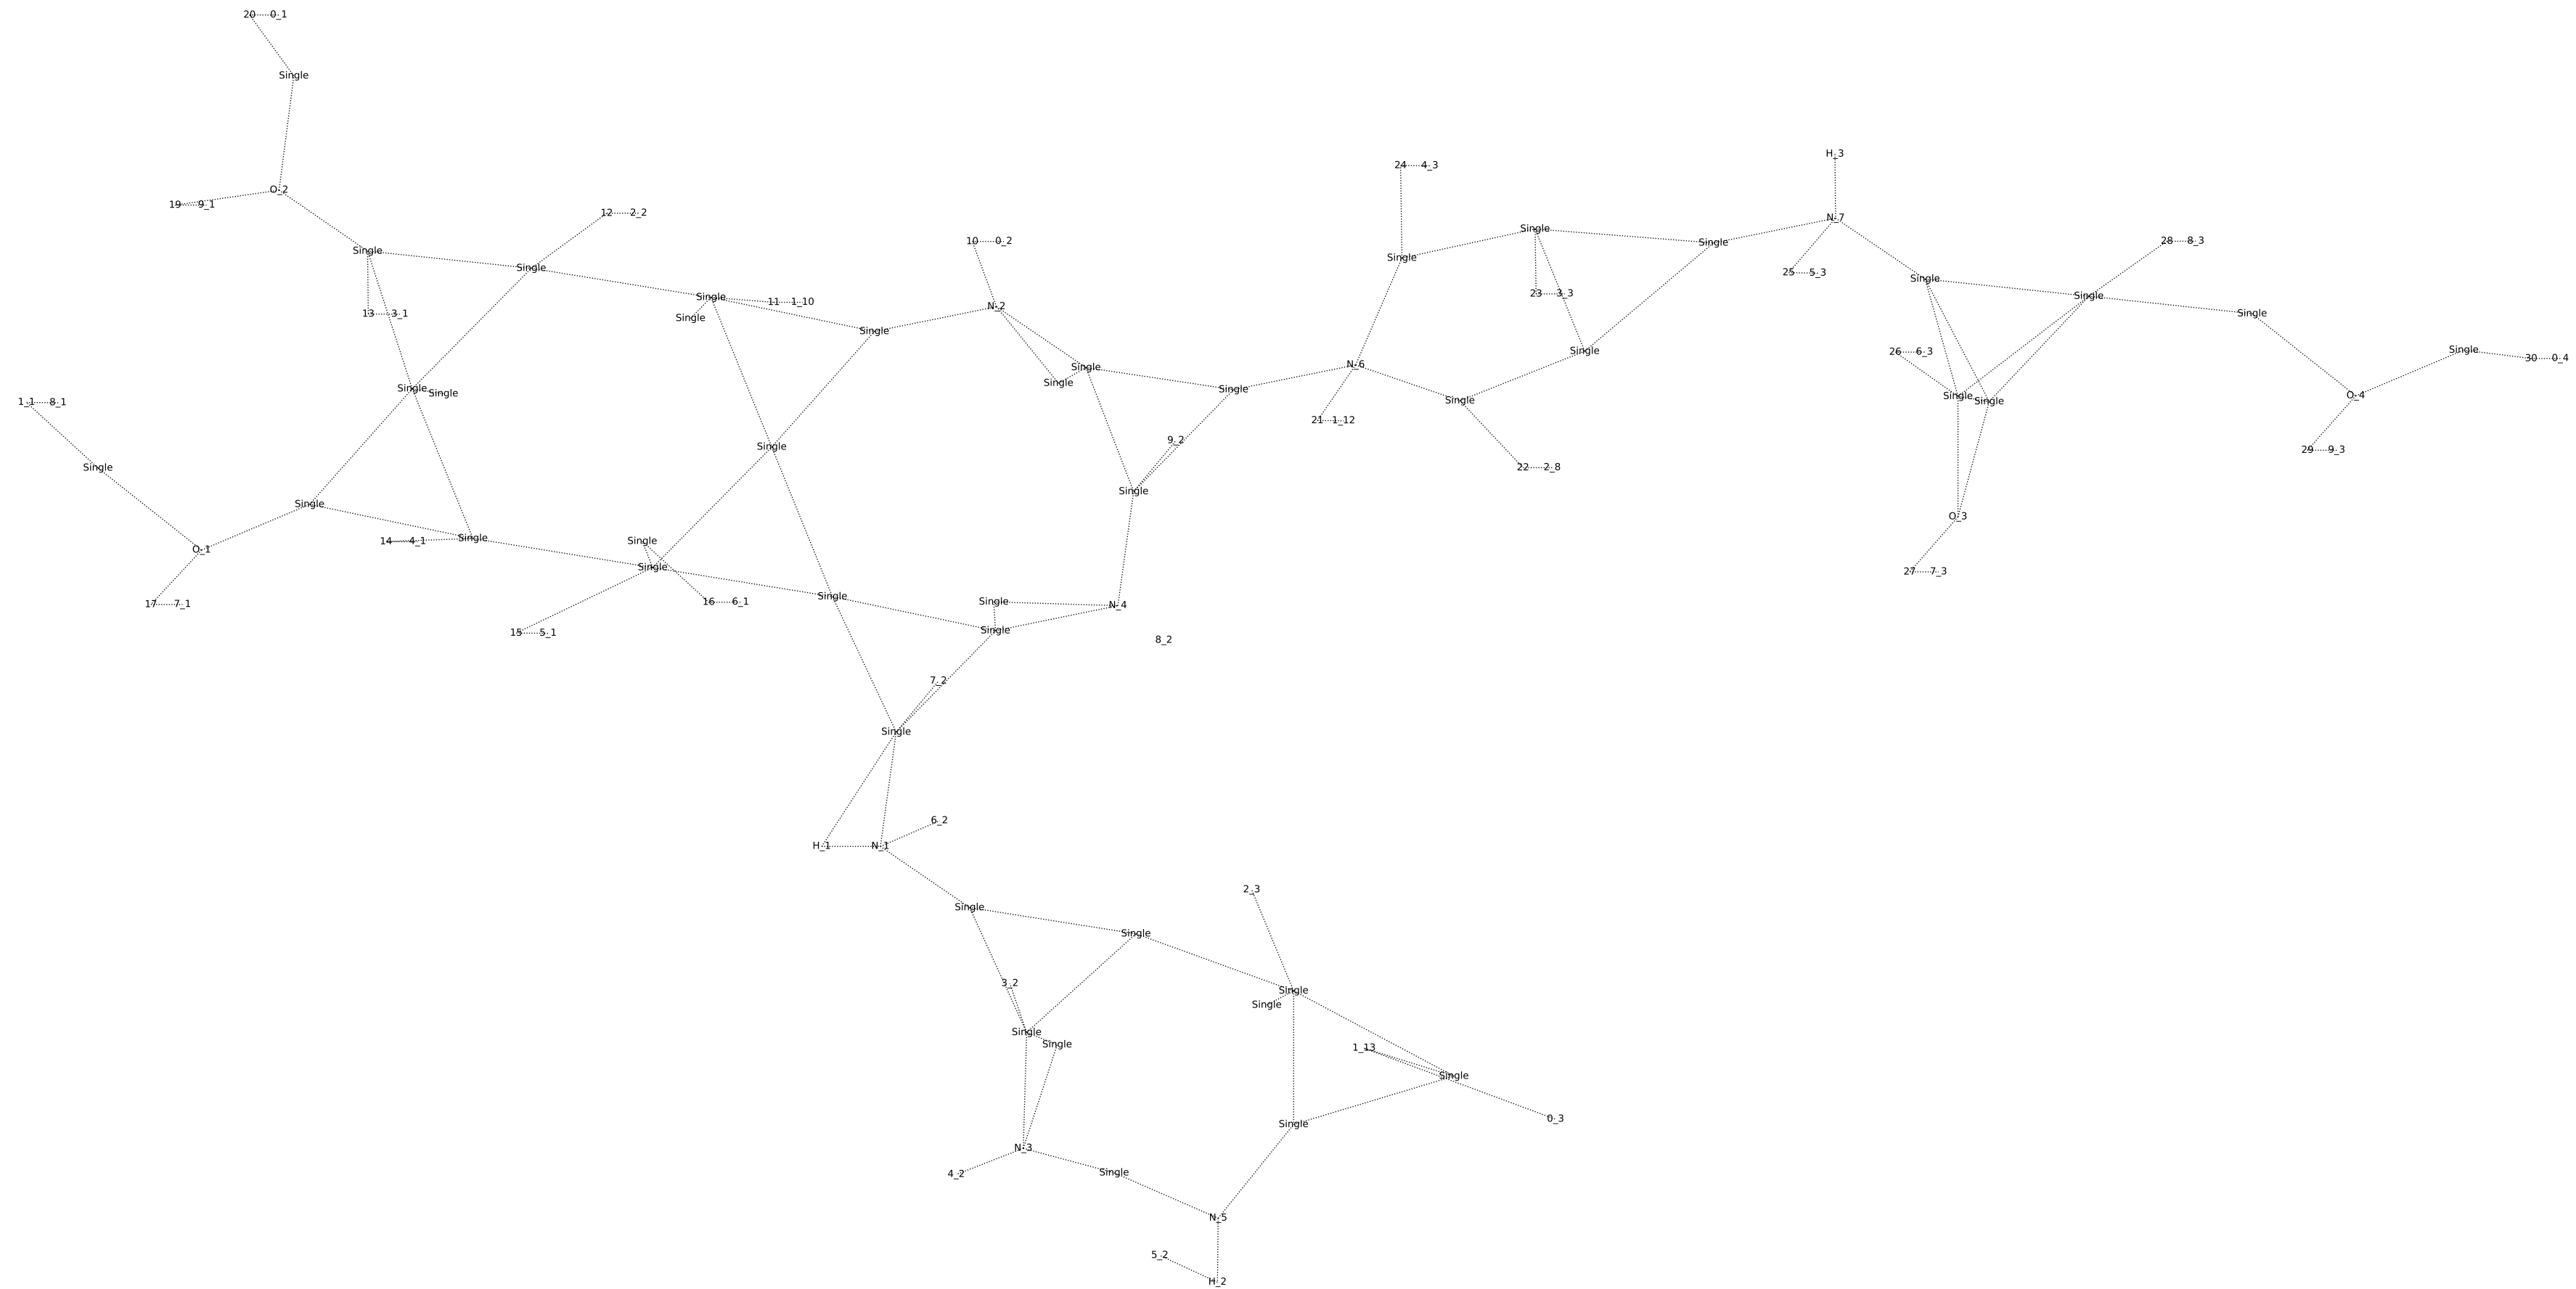 20 0_1
Single
H_3
24 4_3
O_2
19 9_1
12 2_2
N_7
Single
10 0_2
28 8_3
Single
Single
Single
Single
25 5_3
Single
23 3_3
Single
Single
11 1_10
N_2
13 3_1
Single
Single
Single
Single
Single
26 6_3
30 0_4
N_6
Single
Single
Single
Single
Single
O_4
Single
Single
Single
1_1 8_1
Single
21 1_12
9_2
Single
29 9_3
Single
22 2_8
Single
Single
O_3
Single
14 4_1
Single
O_1
Single
27 7_3
Single
Single
16 6_1
17 7_1
N_4
Single
15 5_1
8_2
7_2
Single
6_2
H_1 N_1
2_3
Single
Single
3_2
Single
Single
Single
Single
1_13
Single
0_3
Single
N_3
4_2
Single
N_5
5_2
H_2